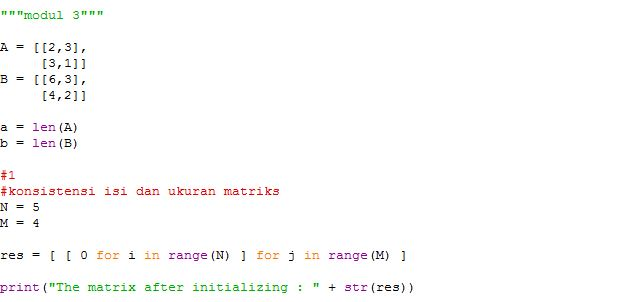 """modul 3"""
A = [[2,3],
[3,1]]
B = [[6,3],
[4,2]]
a = len(A)
b = len(B)
#1
#konsistensi isi dan ukuran matriks
N = 5
M = 4
res = [ [ 0 for i in range(N) ] for j in range(M) ]
print("The matrix after initializing : " + str(res))